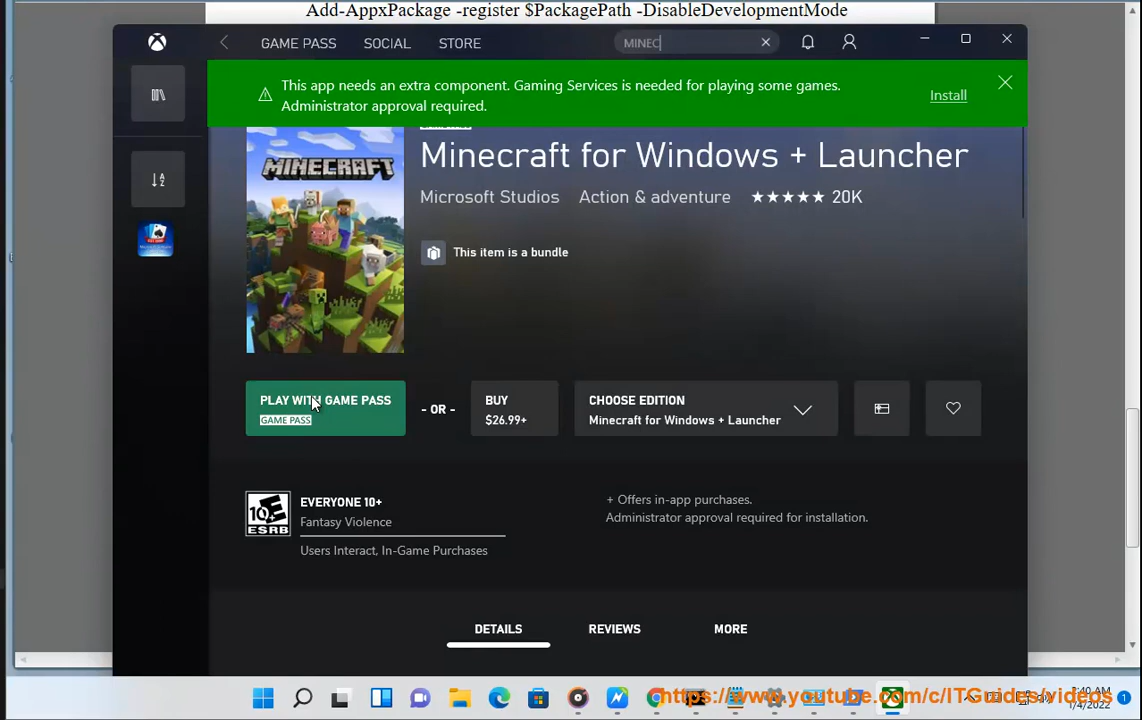 Add-AppxPackage -register $PackagePath -DisableDevelopmentMode
GAME PASS SOCIAL STORE MINEC
This app needs an extra component. Gaming Services is needed for playing some games.
Administrator approval required.
Install
MINECRAFT
Minecraft for Windows + Launcher
Microsoft Studios Action & adventure ★★★★★ 20K
This item is a bundle
PLAY WITH GAME PASS
GAME PASS
- OR -
BUY
$26.99+
CHOOSE EDITION
Minecraft for Windows + Launcher
EVERYONE 10+
Fantasy Violence
Users Interact, In-Game Purchases
10+
ESRB
+ Offers in-app purchases.
Administrator approval required for installation.
DETAILS REVIEWS MORE
https://www.youtube.com/c/ITGuidesvideos
1/4/2022
1